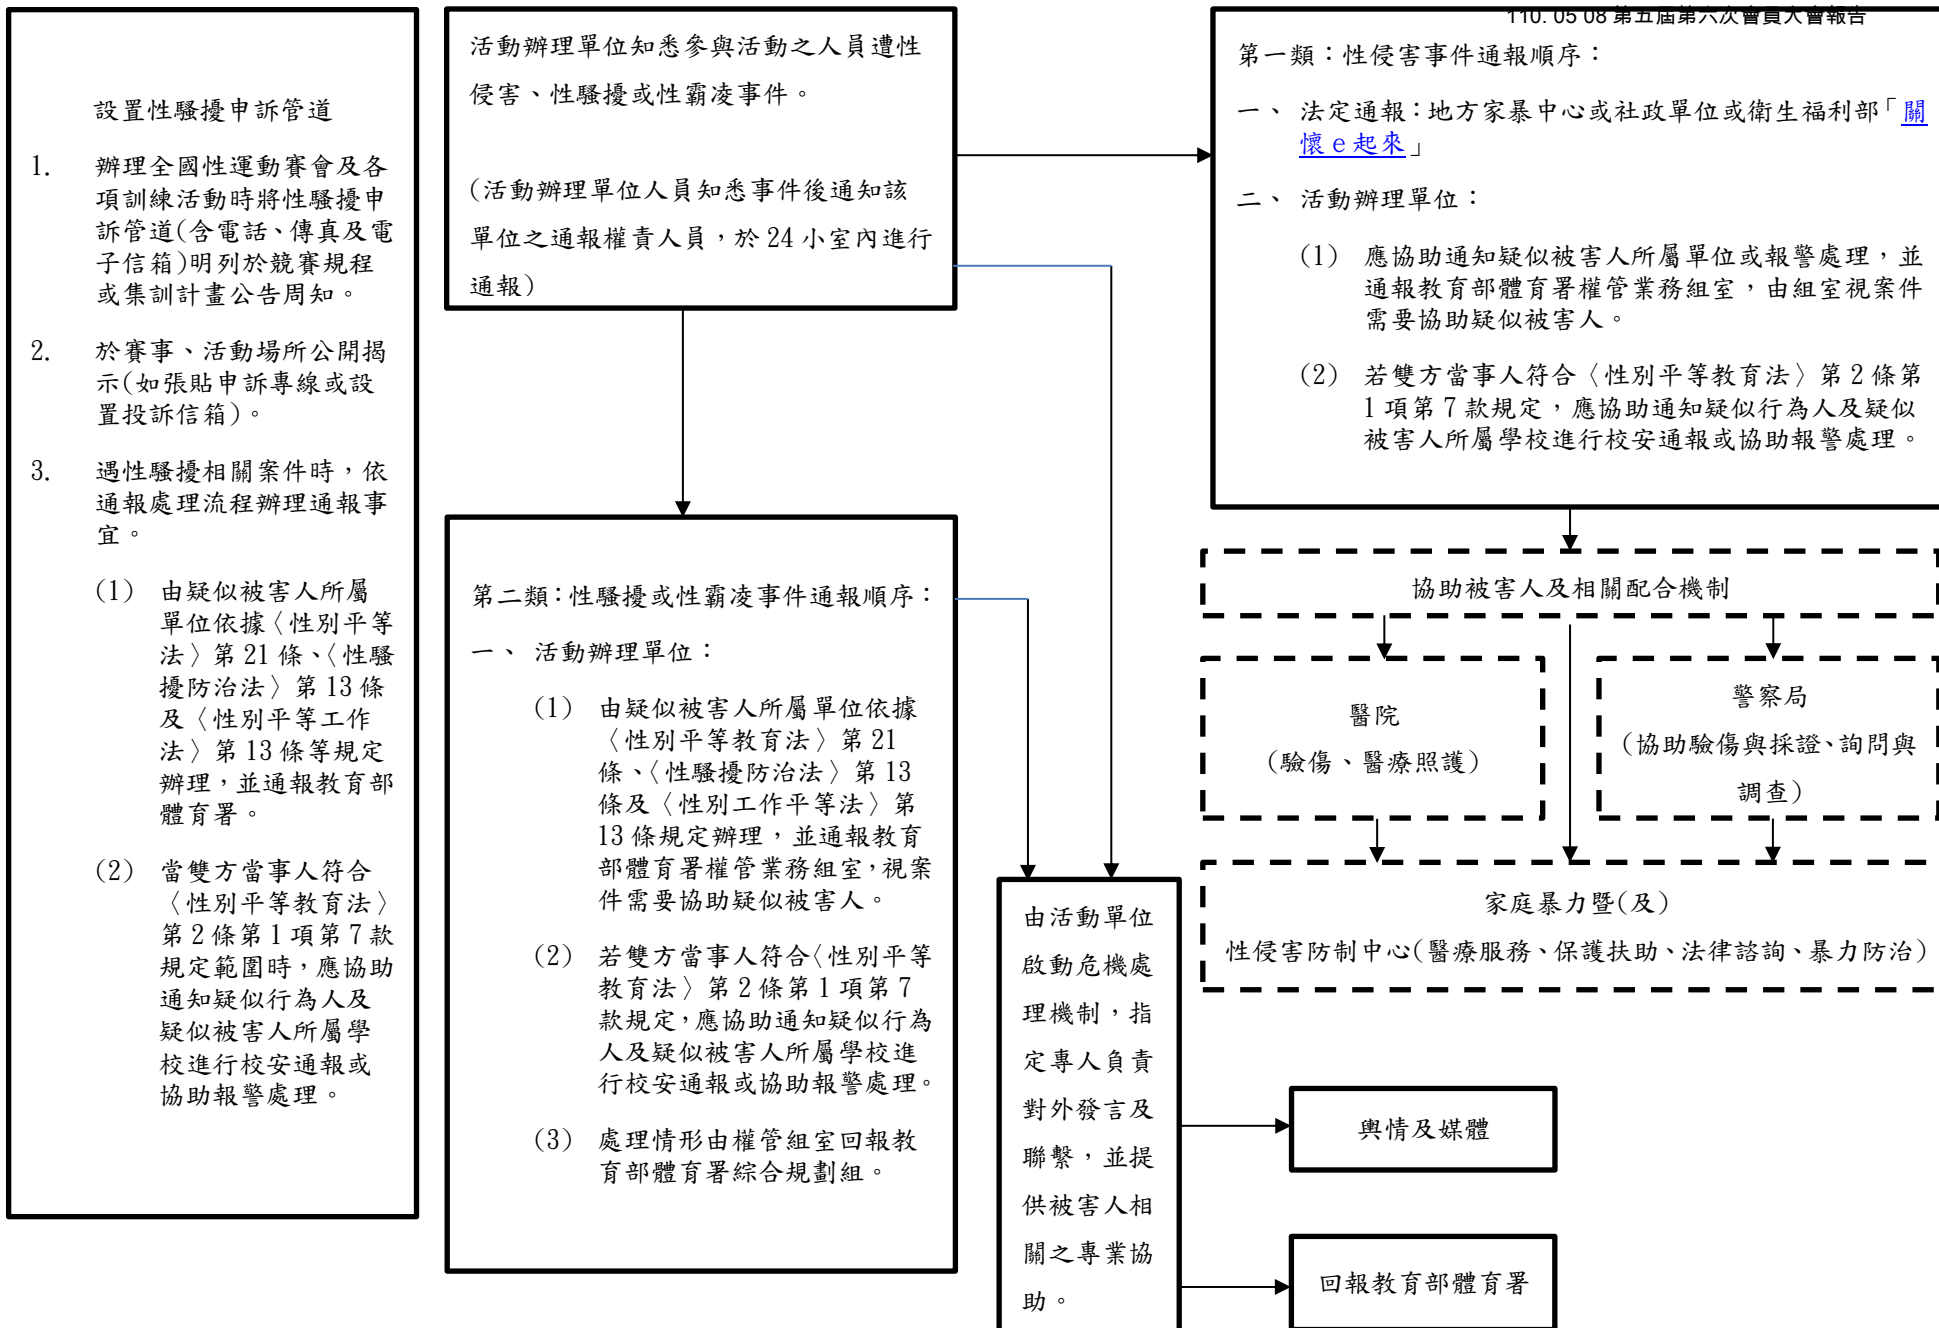 110. 05 08 第五屆第六次會員大會報告
設置性騷擾申訴管道
1. 辦理全國性運動賽會及各
項訓練活動時將性騷擾申
訴管道(含電話、傳真及電
子信箱)明列於競賽規程
或集訓計畫公告周知。
2. 於賽事、活動場所公開揭
示(如張貼申訴專線或設
置投訴信箱)。
3. 遇性騷擾相關案件時，依
通報處理流程辦理通報事
宜。
(1) 由疑似被害人所屬
單位依據〈性別平等
法〉第 21 條、〈性騷
擾防治法〉第 13 條
及〈性別平等工作
法〉第 13 條等規定
辦理，並通報教育部
體育署。
(2) 當雙方當事人符合
〈性別平等教育法〉
第 2 條第 1 項第 7 款
規定範圍時，應協助
通知疑似行為人及
疑似被害人所屬學
校進行校安通報或
協助報警處理。
活動辦理單位知悉參與活動之人員遭性
侵害、性騷擾或性霸凌事件。
(活動辦理單位人員知悉事件後通知該
單位之通報權責人員，於 24 小室內進行
通報)
第一類：性侵害事件通報順序：
一、 法定通報：地方家暴中心或社政單位或衛生福利部「關
懷 e 起來」
二、 活動辦理單位：
(1) 應協助通知疑似被害人所屬單位或報警處理，並
通報教育部體育署權管業務組室，由組室視案件
需要協助疑似被害人。
(2) 若雙方當事人符合〈性別平等教育法〉第 2 條第
1 項第 7 款規定，應協助通知疑似行為人及疑似
被害人所屬學校進行校安通報或協助報警處理。
第二類：性騷擾或性霸凌事件通報順序：
一、 活動辦理單位：
(1) 由疑似被害人所屬單位依據
〈性別平等教育法〉第 21
條、〈性騷擾防治法〉第 13
條及〈性別工作平等法〉第
13 條規定辦理，並通報教育
部體育署權管業務組室，視案
件需要協助疑似被害人。
(2) 若雙方當事人符合〈性別平等
教育法〉第 2 條第 1 項第 7
款規定，應協助通知疑似行為
人及疑似被害人所屬學校進
行校安通報或協助報警處理。
(3) 處理情形由權管組室回報教
育部體育署綜合規劃組。
協助被害人及相關配合機制
醫院
(驗傷、醫療照護)
警察局
(協助驗傷與採證、詢問與
調查)
家庭暴力暨(及)
性侵害防制中心(醫療服務、保護扶助、法律諮詢、暴力防治)
由活動單位
啟動危機處
理機制，指
定專人負責
對外發言及
聯繫，並提
供被害人相
關之專業協
助。
輿情及媒體
回報教育部體育署